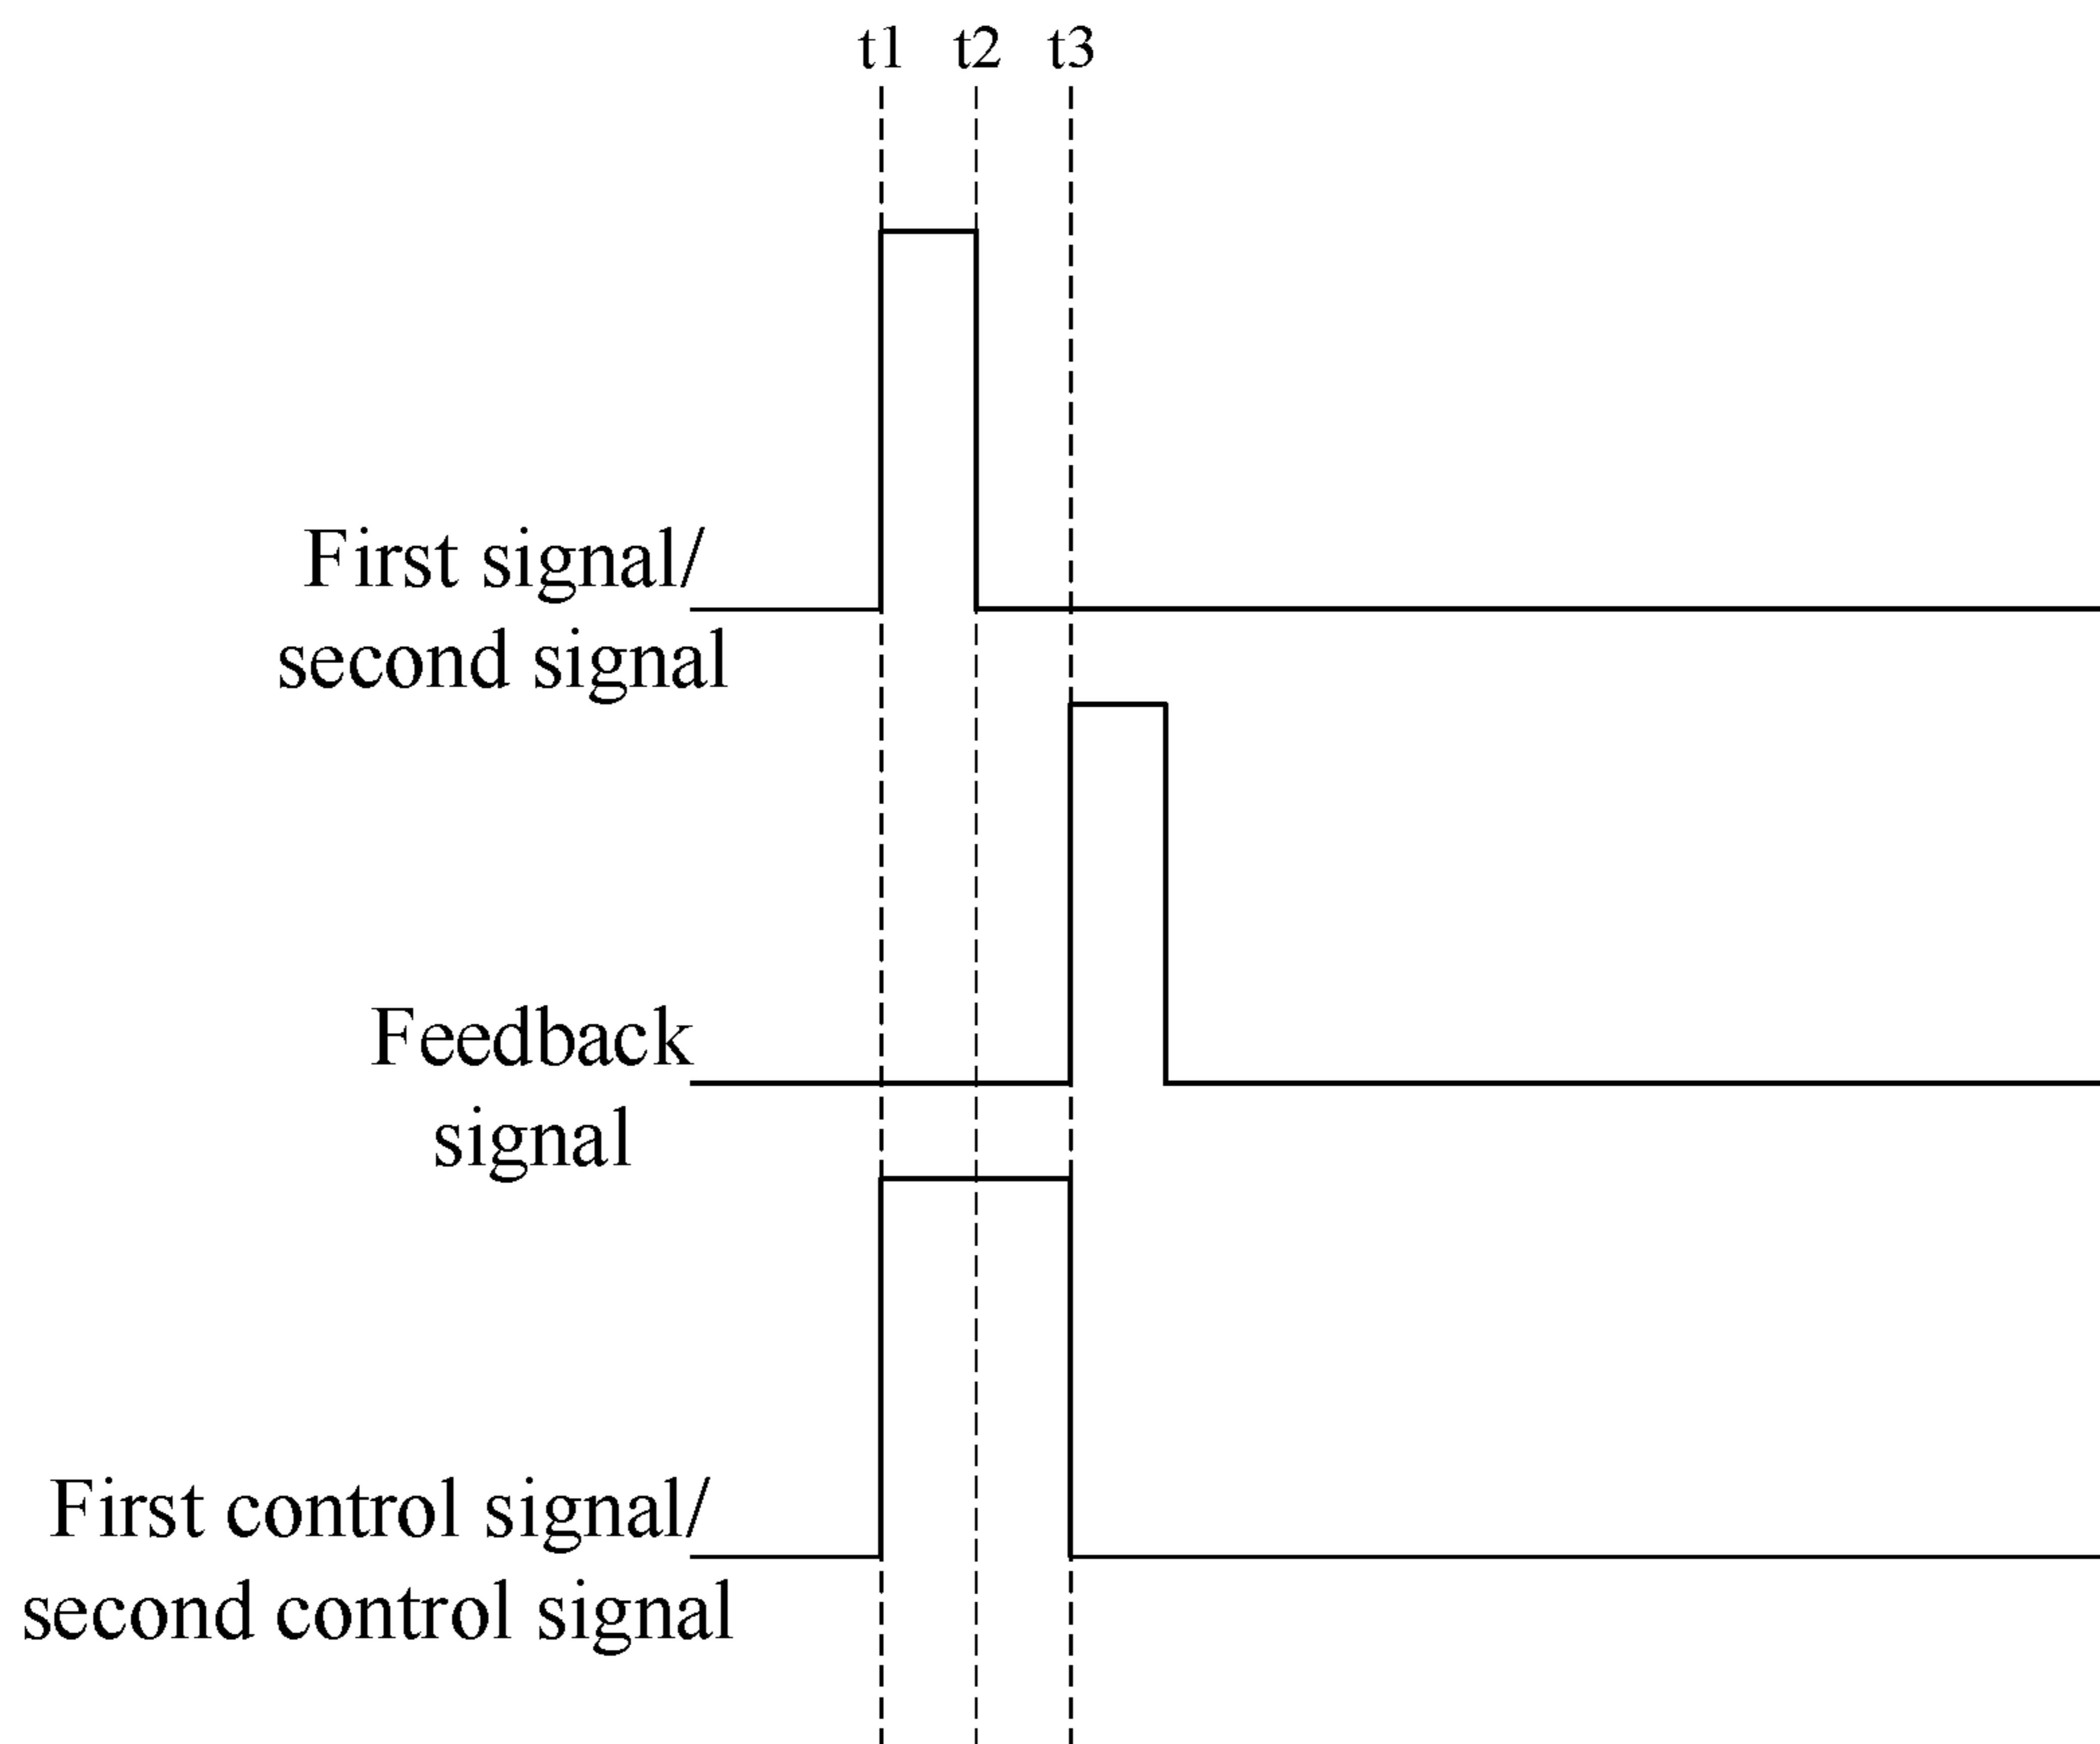 t1 t2 t3
First signal/
second signal
Feedback
signal
First control signal/
second control signal